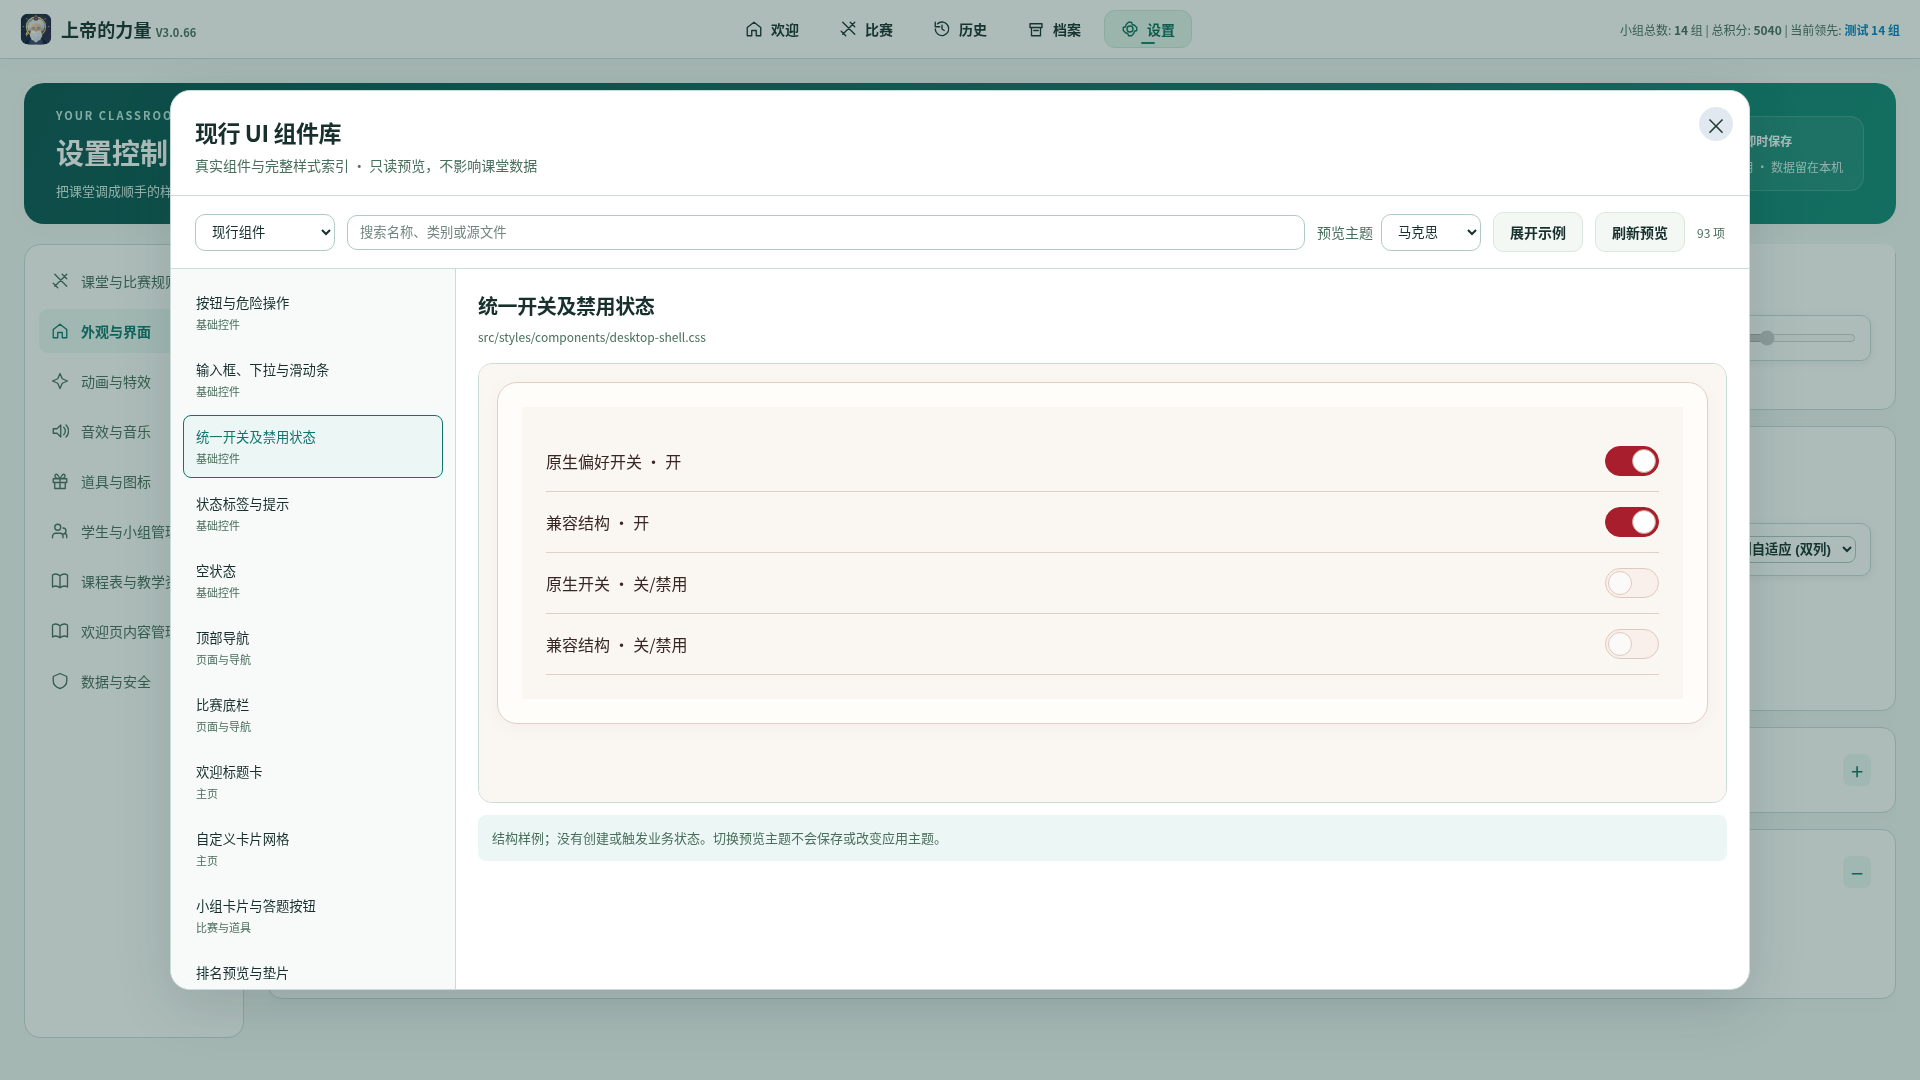 上帝的力量 V3.0.66
欢迎
比赛
历史
档案
设置
小组总数: 14 组 | 总积分: 5040 | 当前领先: 测试 14 组
YOUR CLASSROO
设置控制
把课堂调成顺手的样
即时保存
• 数据留在本机
课堂与比赛规则
外观与界面
动画与特效
音效与音乐
道具与图标
学生与小组管理
课程表与教学资
欢迎页内容管理
数据与安全
自适应 (双列)
现行 UI 组件库
真实组件与完整样式索引 • 只读预览，不影响课堂数据
现行组件
搜索名称、类别或源文件
预览主题
马克思
展开示例
刷新预览
93 项
按钮与危险操作
基础控件
输入框、下拉与滑动条
基础控件
统一开关及禁用状态
基础控件
状态标签与提示
基础控件
空状态
基础控件
顶部导航
页面与导航
比赛底栏
页面与导航
欢迎标题卡
主页
自定义卡片网格
主页
小组卡片与答题按钮
比赛与道具
排名预览与垫片
统一开关及禁用状态
src/styles/components/desktop-shell.css
原生偏好开关 • 开
兼容结构 • 开
原生开关 • 关/禁用
兼容结构 • 关/禁用
结构样例；没有创建或触发业务状态。切换预览主题不会保存或改变应用主题。